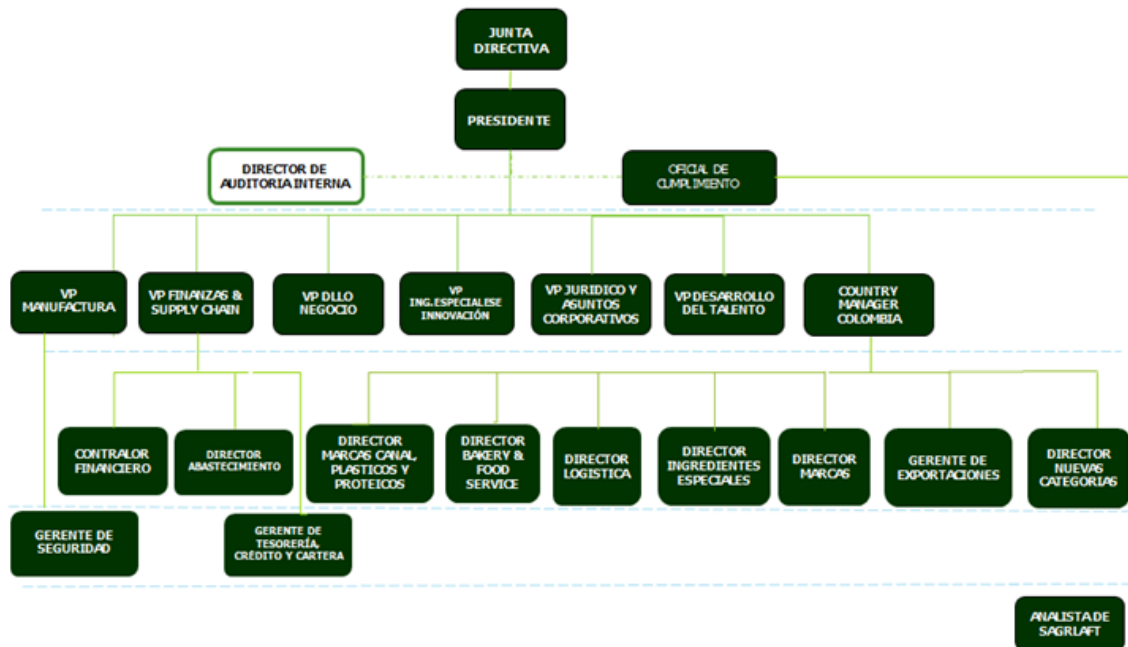 JUNTA
DIRECTIVA
PRESIDENTE
DIRECTOR DE
AUDITORIA INTERNA
OFICIAL DE
CUMPLIMIENTO
VP
MANUFACTURA
VP FINANZAS &
SUPPLY CHAIN
VP DLLO
NEGOCIO
VP
ING.ESPECIALESE
INNOVACIÓN
VP JURIDICO Y
ASUNTOS
CORPORATIVOS
VP DESARROLLO
DEL TALENTO
COUNTRY
MANAGER
COLOMBIA
CONTRALOR
FINANCIERO
DIRECTOR
ABASTECIMIENTO
DIRECTOR
MARCAS CANAL,
PLASTICOS Y
PROTEICOS
DIRECTOR
BAKERY &
FOOD
SERVICE
DIRECTOR
LOGISTICA
DIRECTOR
INGREDIENTES
ESPECIALES
DIRECTOR
MARCAS
GERENTE DE
EXPORTACIONES
DIRECTOR
NUEVAS
CATEGORIAS
GERENTE DE
SEGURIDAD
GERENTE DE
TESORERÍA,
CRÉDITO Y CARTERA
ANALISTA DE
SAGRLAFT